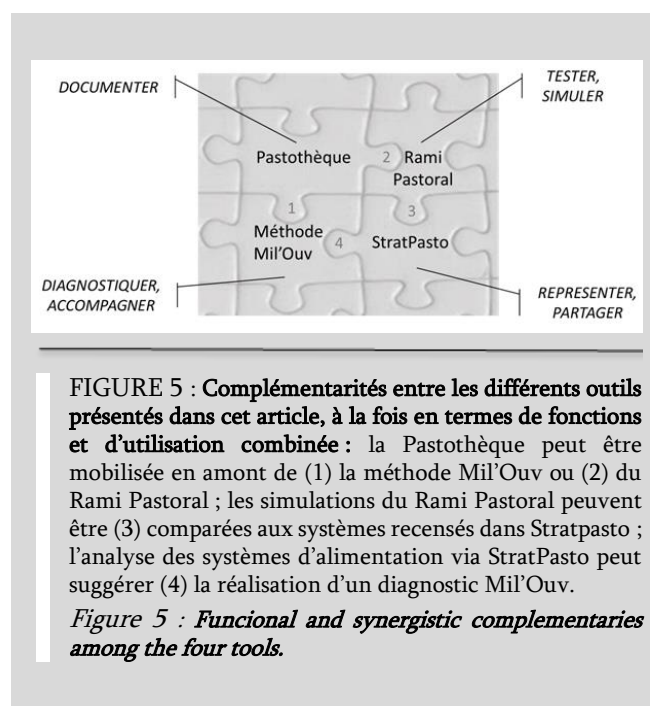 DOCUMENTER
TESTER,
SIMULER
Pastothèque
2
Rami
Pastoral
1
3
Méthode
Mil'Ouv
4
StratPasto
DIAGNOSTIQUER,
ACCOMPAGNER
REPRESENTER,
PARTAGER
FIGURE 5 : Complémentarités entre les différents outils
présentés dans cet article, à la fois en termes de fonctions
et d'utilisation combinée : la Pastothèque peut être
mobilisée en amont de (1) la méthode Mil'Ouv ou (2) du
Rami Pastoral ; les simulations du Rami Pastoral peuvent
être (3) comparées aux systèmes recensés dans Stratpasto ;
l'analyse des systèmes d'alimentation via StratPasto peut
suggérer (4) la réalisation d'un diagnostic Mil'Ouv.
Figure 5 : Funcional and synergistic complementaries
among the four tools.